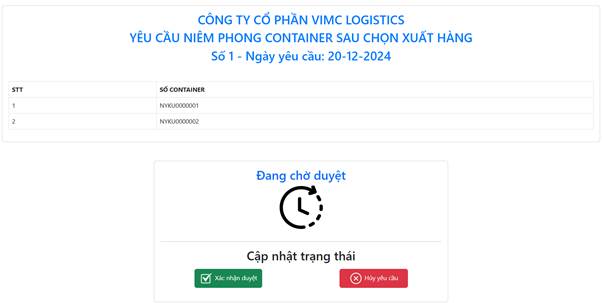 CÔNG TY CỔ PHẦN VIMC LOGISTICS
YÊU CẦU NIÊM PHONG CONTAINER SAU CHỌN XUẤT HÀNG
Số 1 - Ngày yêu cầu: 20-12-2024
STT SỐ CONTAINER
1 NYKU0000001
2 NYKU0000002
Đang chờ duyệt
Cập nhật trạng thái
Xác nhận duyệt Hủy yêu cầu